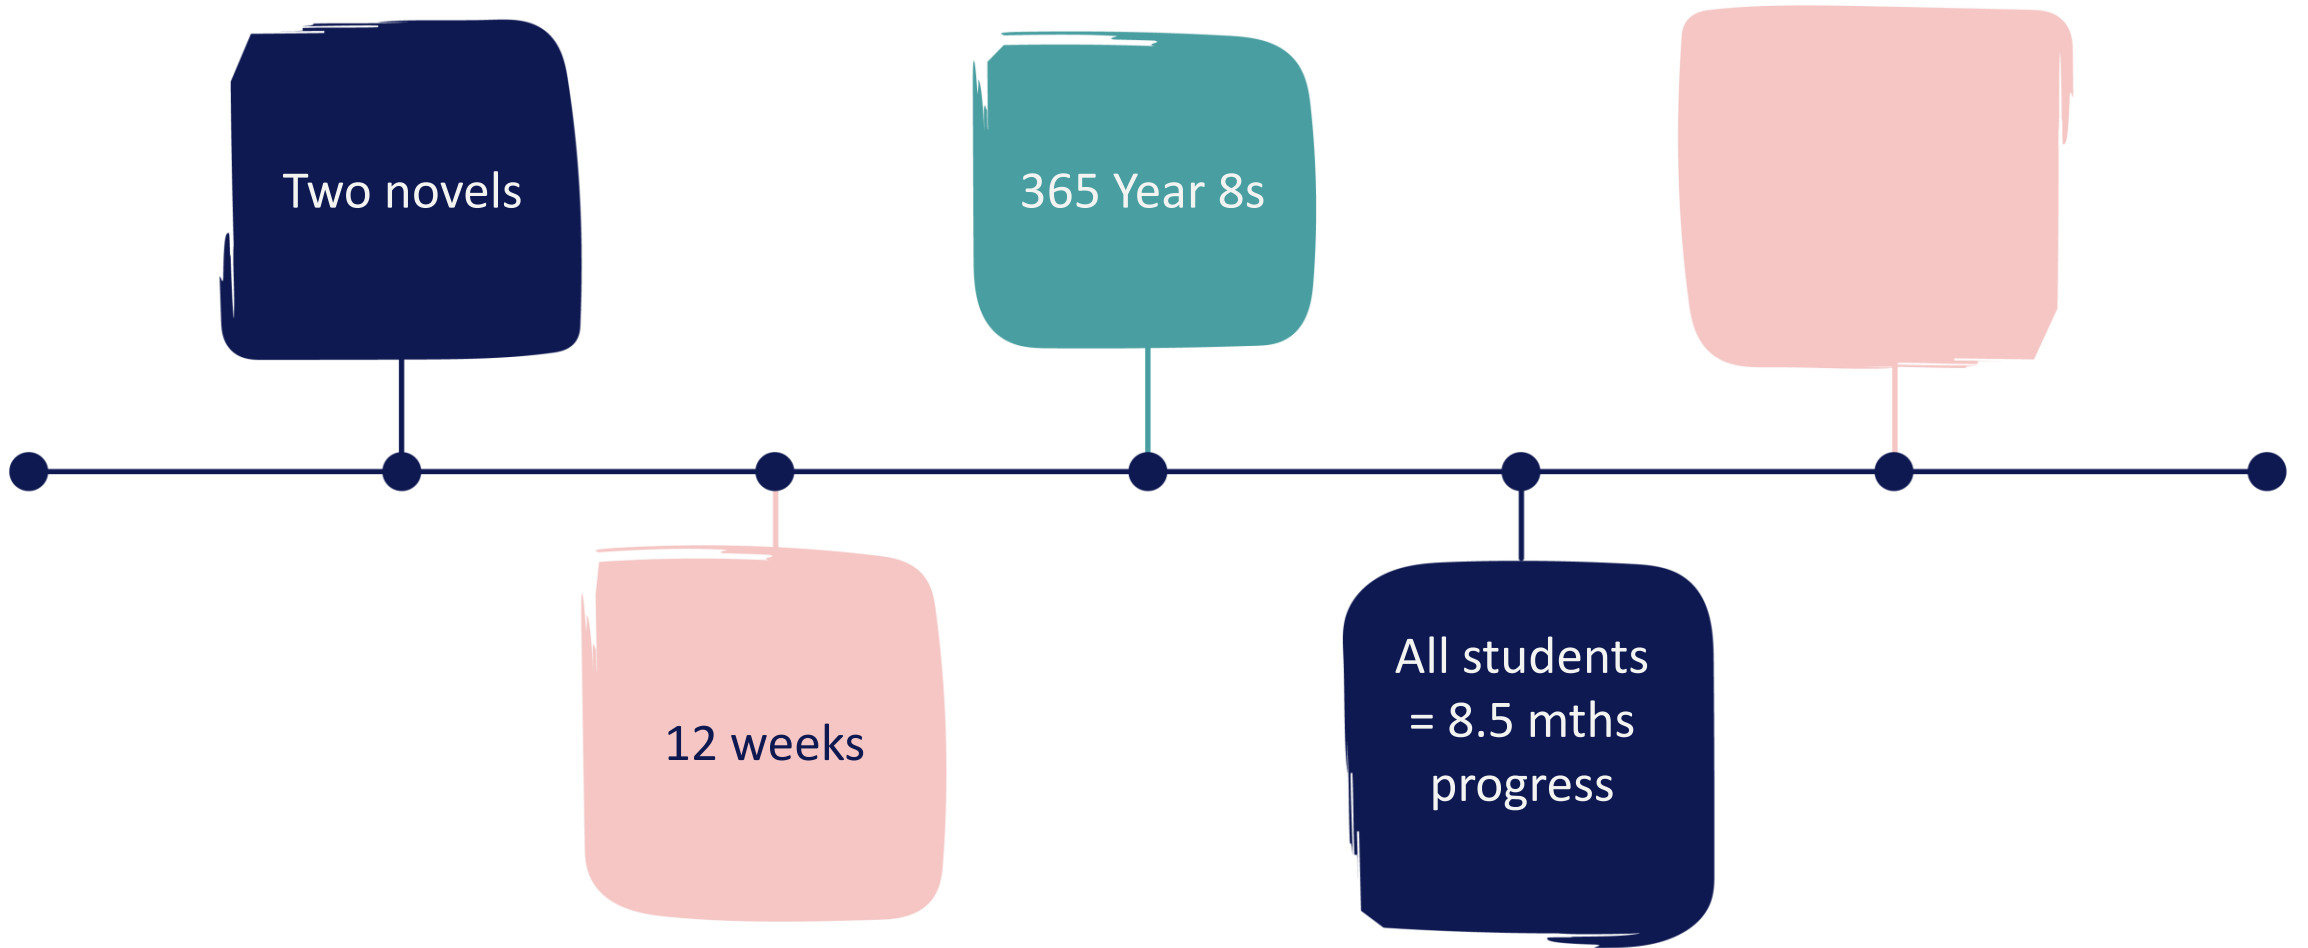 Two novels
12 weeks
365 Year 8s
All students
= 8.5 mths
progress